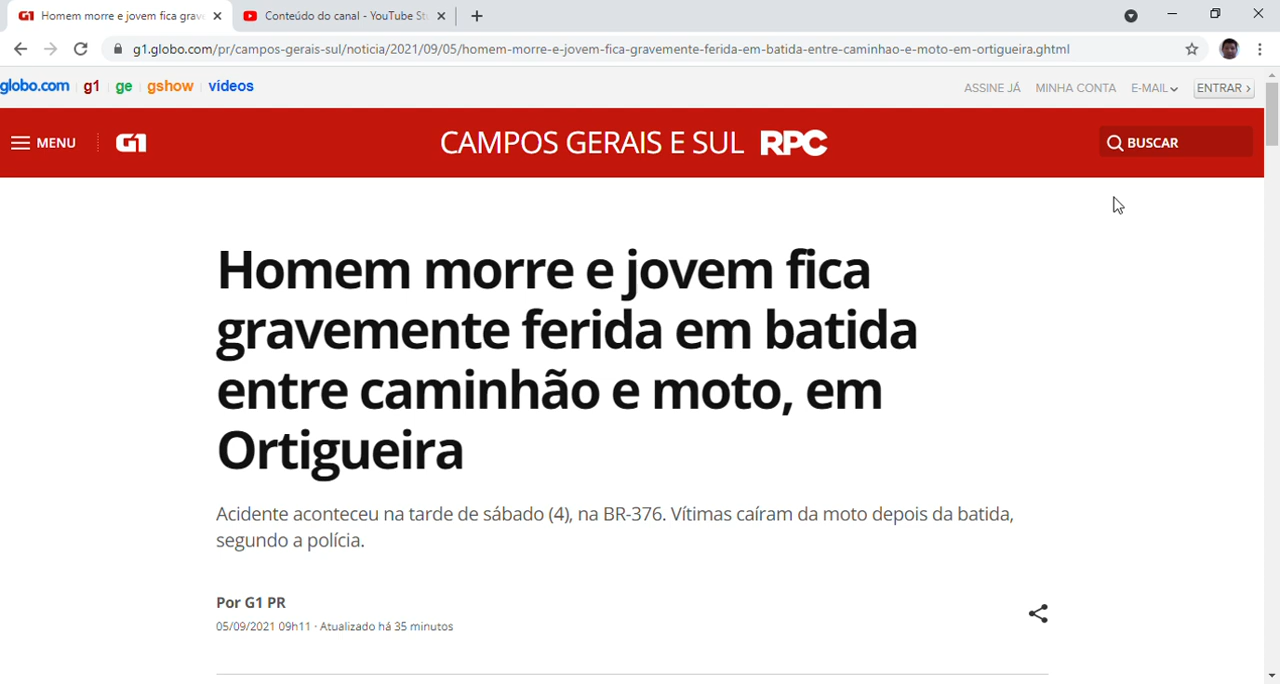 Homem morre e jovem fica grave
Conteúdo do canal - YouTube St
g1.globo.com/pr/campos-gerais-sul/noticia/2021/09/05/homem-morre-e-jovem-fica-gravemente-ferida-em-batida-entre-caminhao-e-moto-em-ortigueira.ghtml
globo.com g1 ge gshow videos ASSINE JÁ MINHA CONTA E-MAIL ENTRAR
MENU G1 CAMPOS GERAIS E SUL RPC BUSCAR
Homem morre e jovem fica
gravemente ferida em batida
entre caminhão e moto, em
Ortigueira
Acidente aconteceu na tarde de sábado (4), na BR-376. Vítimas caíram da moto depois da batida,
segundo a polícia.
Por G1 PR
05/09/2021 09h11 · Atualizado há 35 minutos